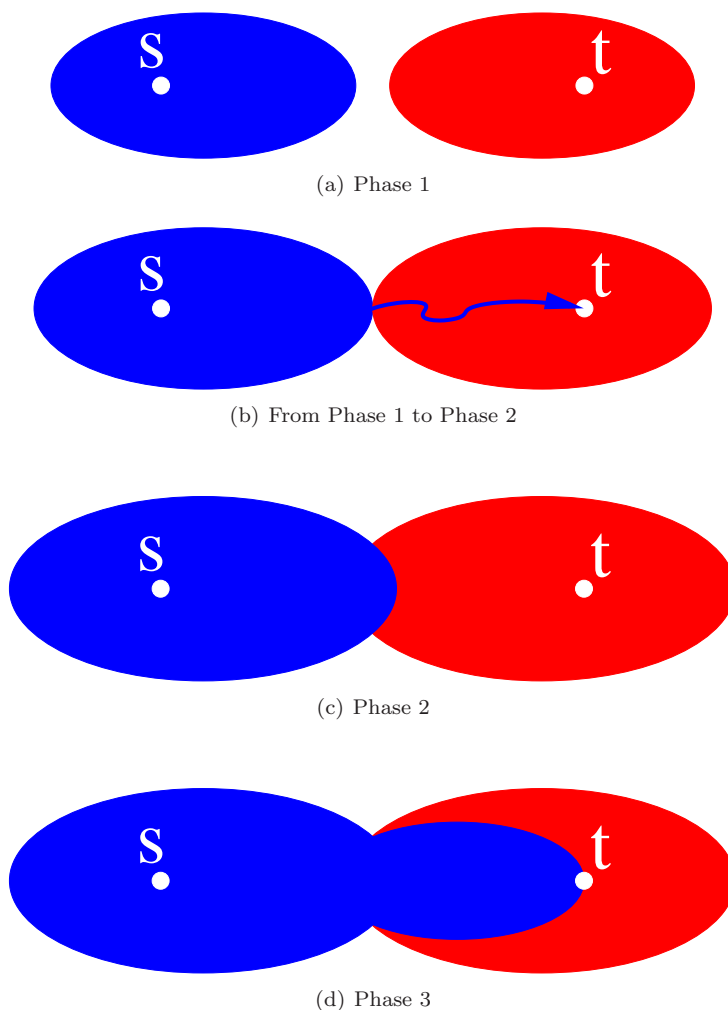 s t
(a) Phase 1
s t
(b) From Phase 1 to Phase 2
s t
(c) Phase 2
s t
(d) Phase 3